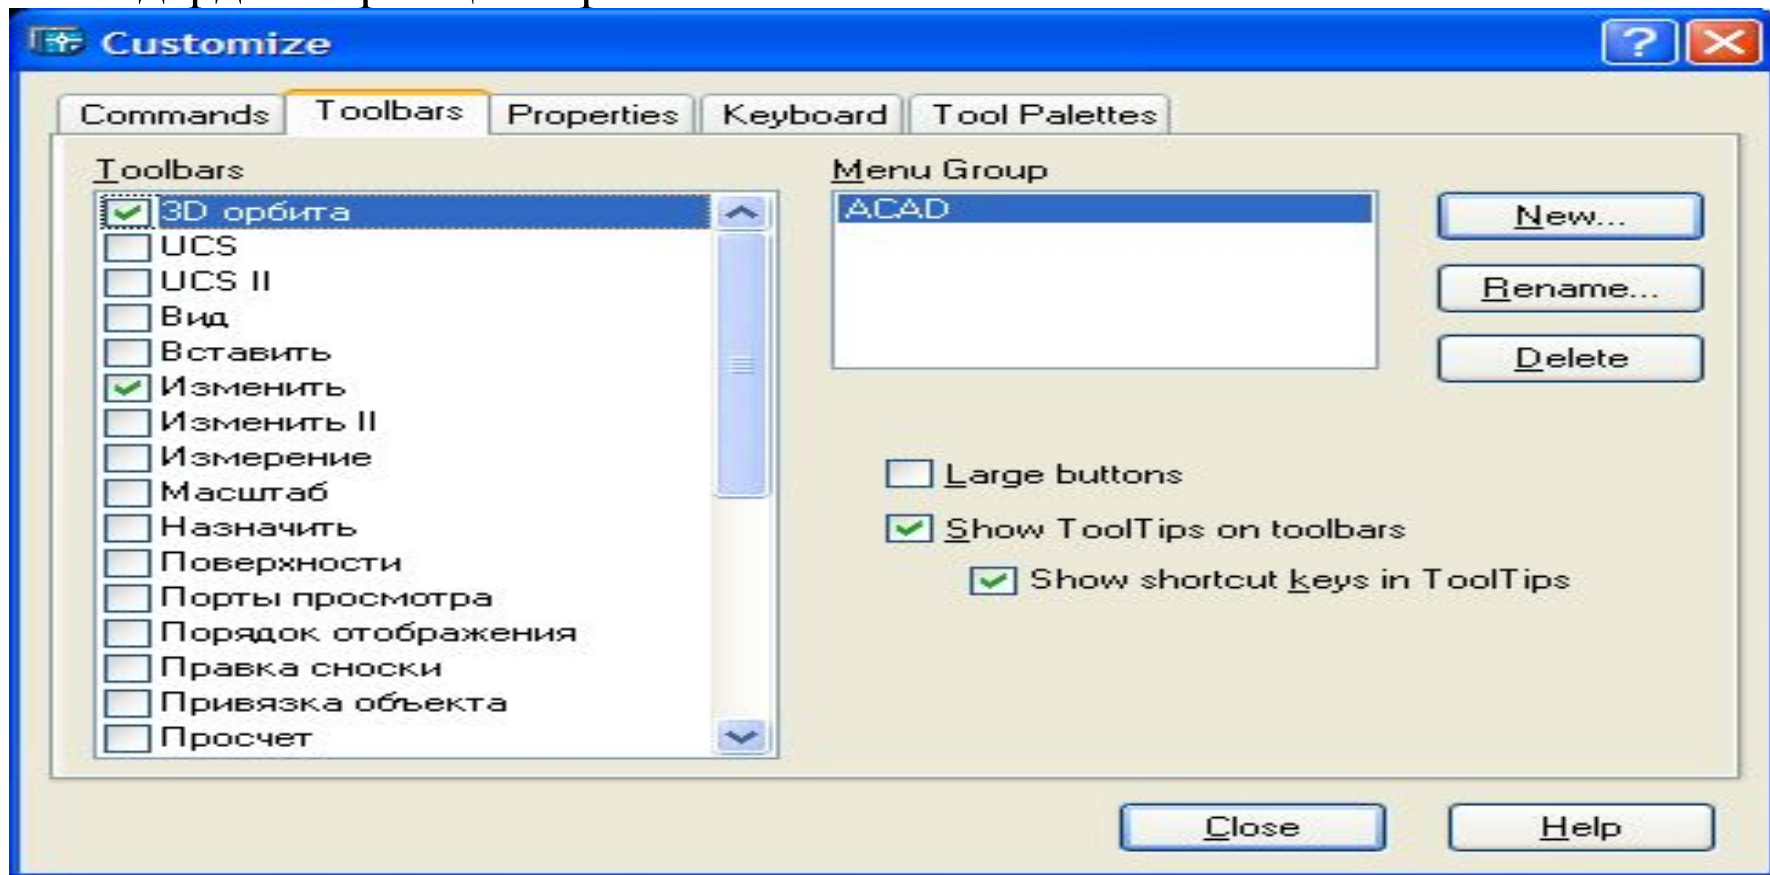 Customize
Commands Toolbars Properties Keyboard Tool Palettes
Toolbars
3D орбита
UCS
UCS II
Вид
Вставить
Изменить
Изменить II
Измерение
Масштаб
Назначить
Поверхности
Порты просмотра
Порядок отображения
Правка сноски
Привязка объекта
Просчет
Menu Group
ACAD
New...
Rename...
Delete
Large buttons
Show ToolTips on toolbars
Show shortcut keys in ToolTips
Close Help